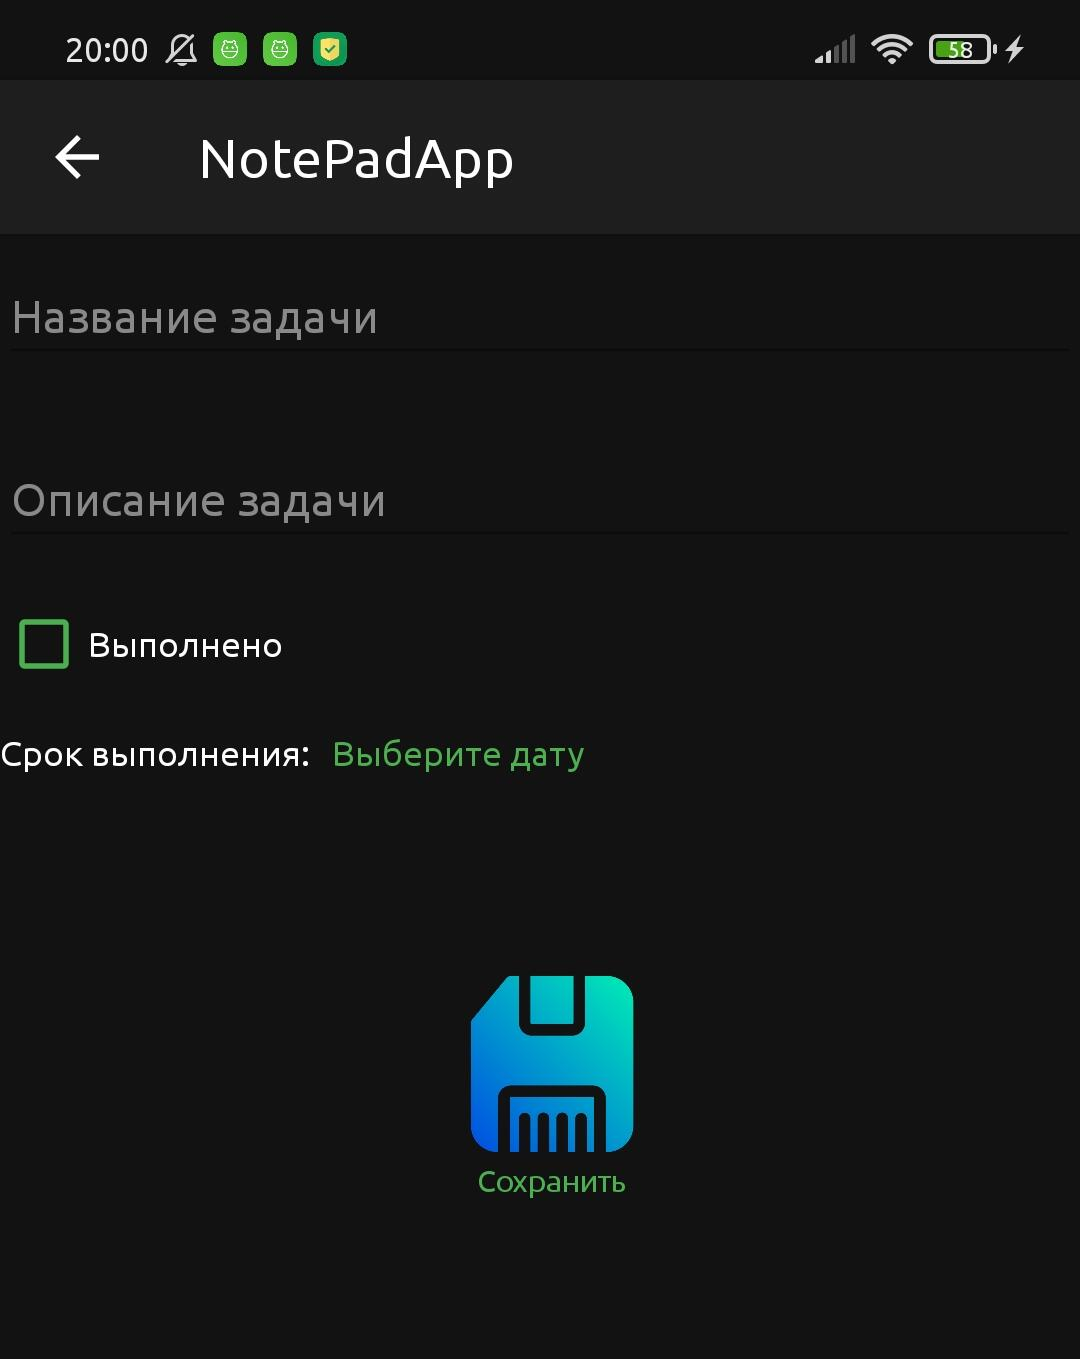 20:00 58
NotePadApp
Название задачи
Описание задачи
Выполнено
Срок выполнения: Выберите дату
Сохранить